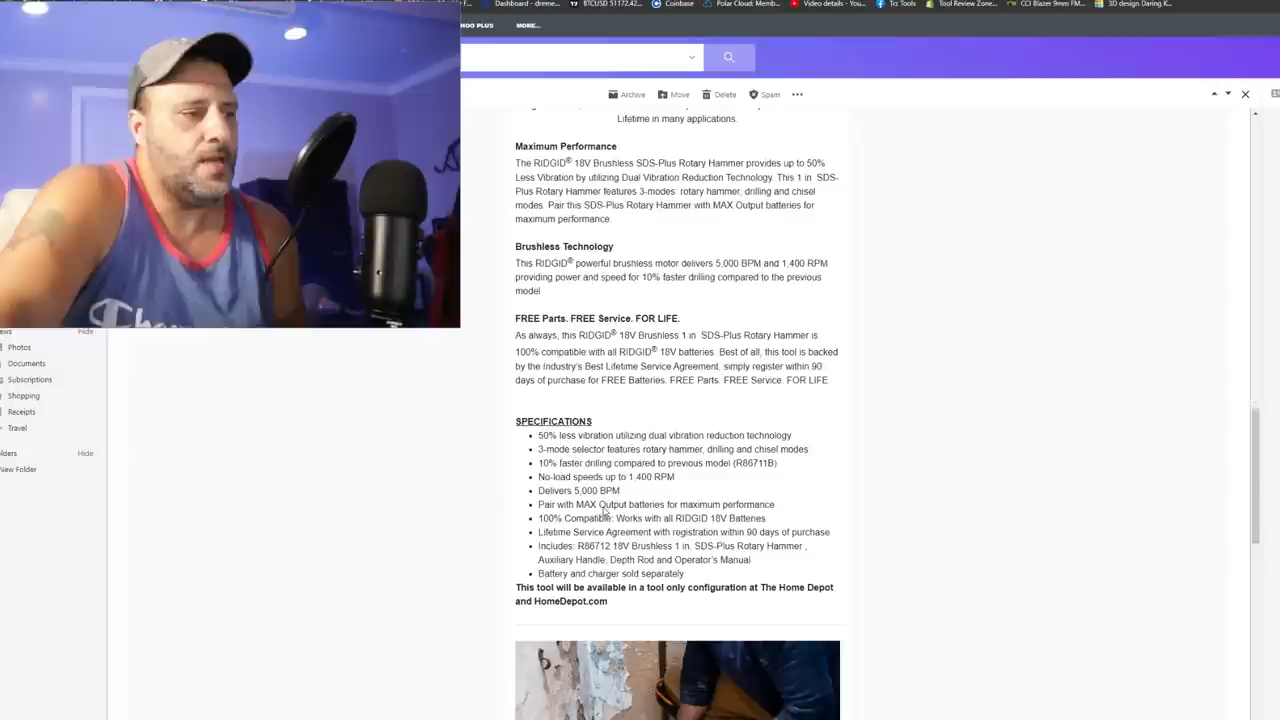 Dashboard - dreme...
BTCUSD 51172.42...
Coinbase
Polar Cloud: Memb...
Video details - You...
Trz Tools
Tool Review Zone...
CCI Blazer 9mm FM...
3D design Daring K...
HOO PLUS
MORE...
Archive
Move
Delete
Spam
Lifetime in many applications.
Maximum Performance
The RIDGID® 18V Brushless SDS-Plus Rotary Hammer provides up to 50%
Less Vibration by utilizing Dual Vibration Reduction Technology. This 1 in SDS-
Plus Rotary Hammer features 3-modes: rotary hammer, drilling and chisel
modes. Pair this SDS-Plus Rotary Hammer with MAX Output batteries for
maximum performance.
Brushless Technology
This RIDGID® powerful brushless motor delivers 5,000 BPM and 1,400 RPM
providing power and speed for 10% faster drilling compared to the previous
model
FREE Parts. FREE Service. FOR LIFE.
As always, this RIDGID® 18V Brushless 1 in SDS-Plus Rotary Hammer is
100% compatible with all RIDGID® 18V batteries. Best of all, this tool is backed
by the Industry's Best Lifetime Service Agreement, simply register within 90
days of purchase for FREE Batteries. FREE Parts. FREE Service. FOR LIFE
SPECIFICATIONS
50% less vibration utilizing dual vibration reduction technology
3-mode selector features rotary hammer, drilling and chisel modes
10% faster drilling compared to previous model (R86711B)
No-load speeds up to 1,400 RPM
Delivers 5,000 BPM
Pair with MAX Output batteries for maximum performance
100% Compatible: Works with all RIDGID 18V Batteries
Lifetime Service Agreement with registration within 90 days of purchase
Includes: R86712 18V Brushless 1 in. SDS-Plus Rotary Hammer ,
Auxiliary Handle, Depth Rod and Operator's Manual
Battery and charger sold separately
This tool will be available in a tool only configuration at The Home Depot
and HomeDepot.com
ews
Hide
Photos
Documents
Subscriptions
Shopping
Receipts
Travel
olders
Hide
New Folder